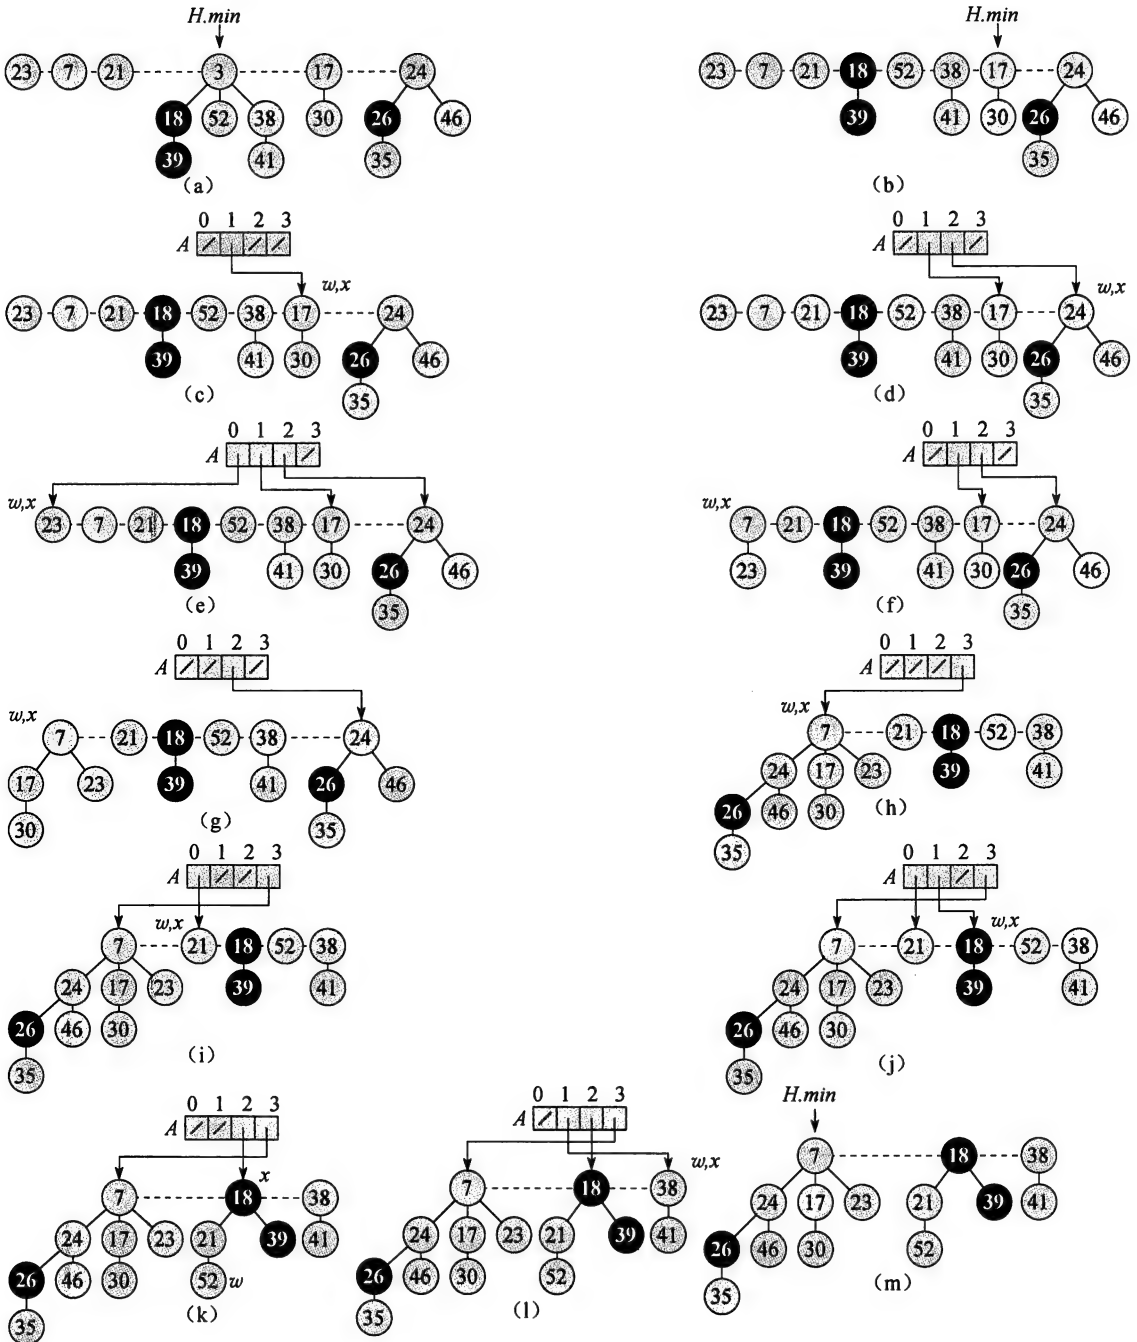 H.min
H.min
23 7 21 3 17 24
18 52 38 30 26 46
39 41 35
(a)
23 7 21 18 52 38 17 24
39 41 30 26 46
35
(b)
0 1 2 3
A
w,x
23 7 21 18 52 38 17 24
39 41 30 26 46
35
(c)
0 1 2 3
A
w,x
23 7 21 18 52 38 17 24
39 41 30 26 46
35
(d)
0 1 2 3
A
w,x
23 7 21 18 52 38 17 24
39 41 30 26 46
35
(e)
0 1 2 3
A
w,x
7 21 18 52 38 17 24
23 39 41 30 26 46
35
(f)
0 1 2 3
A
w,x
7 21 18 52 38 24
17 23 39 41 26 46
30 35
(g)
0 1 2 3
A
w,x
7 21 18 52 38
24 17 23 39 41
26 46 30
35
(h)
0 1 2 3
A
w,x
7 21 18 52 38
24 17 23 39 41
26 46 30
35
(i)
0 1 2 3
A
w,x
7 21 18 52 38
24 17 23 39 41
26 46 30
35
(j)
0 1 2 3
A
x
7 18 38
24 17 23 21 39 41
26 46 30 52 w
35
(k)
0 1 2 3
A
w,x
7 18 38
24 17 23 21 39 41
26 46 30 52
35
(l)
H.min
7 18 38
24 17 23 21 39 41
26 46 30 52
35
(m)